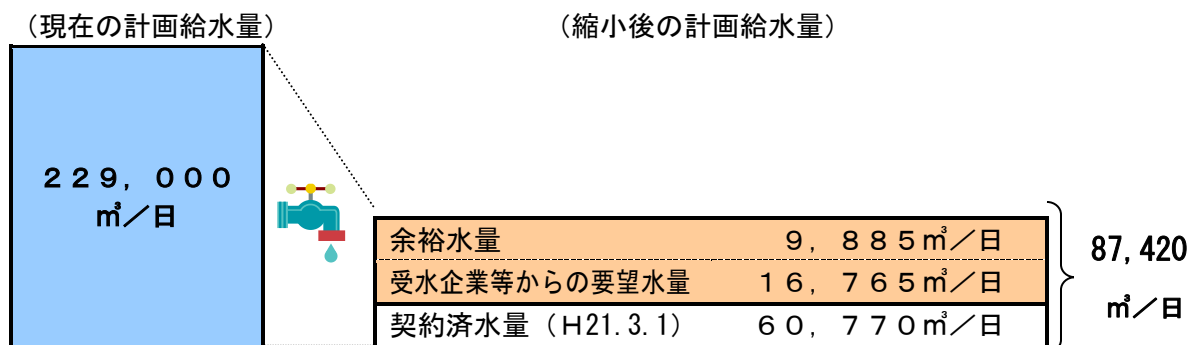 (現在の計画給水量)
(縮小後の計画給水量)
229,000
㎥/日
余裕水量 9,885㎥/日
受水企業等からの要望水量 16,765㎥/日
契約済水量(H21.3.1) 60,770㎥/日
87,420
㎥/日